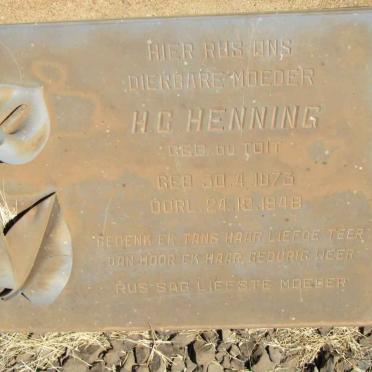 HIER RUS ONS
DIERBARE MOEDER
H C HENNING
GEB. DU TOIT
GEB. 30.4.1873
OORL. 24.10.1948
GEDENK EK TANS HAAR LIEFDE TEER
DAN HOOR EK HAAR GEDURIG WEER
RUS SAG LIEFSTE MOEDER